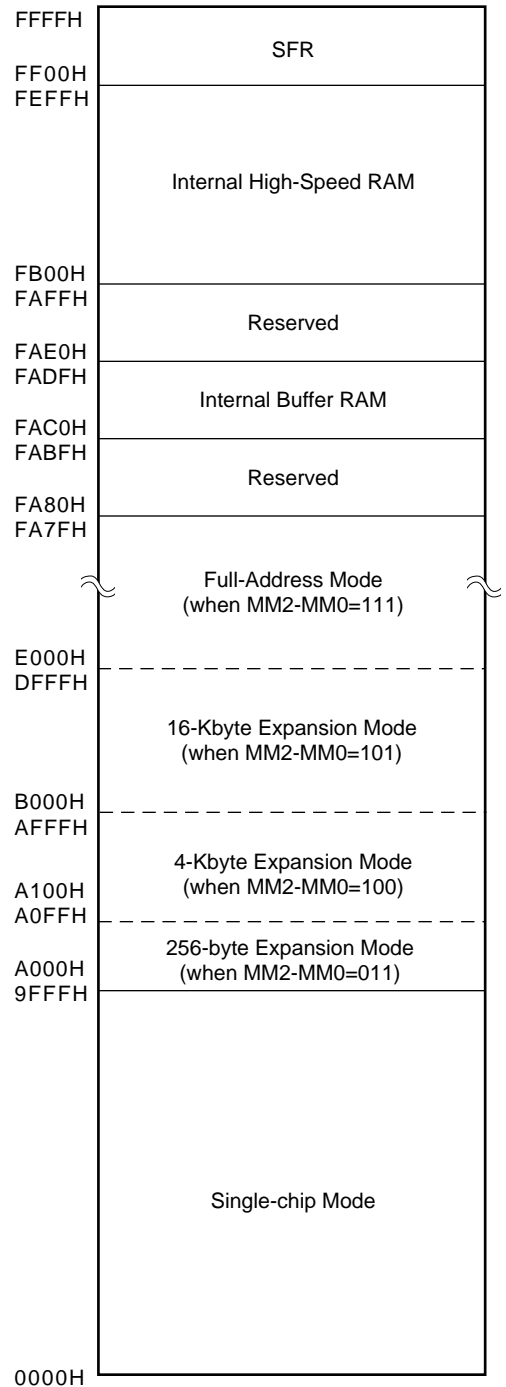 FFFFH
SFR
FF00H
FEFFH
Internal High-Speed RAM
FB00H
FAFFH
Reserved
FAE0H
FADFH
Internal Buffer RAM
FAC0H
FABFH
Reserved
FA80H
FA7FH
Full-Address Mode
(when MM2-MM0=111)
E000H
DFFFH
16-Kbyte Expansion Mode
(when MM2-MM0=101)
B000H
AFFFH
4-Kbyte Expansion Mode
(when MM2-MM0=100)
A100H
A0FFH
256-byte Expansion Mode
(when MM2-MM0=011)
A000H
9FFFH
Single-chip Mode
0000H